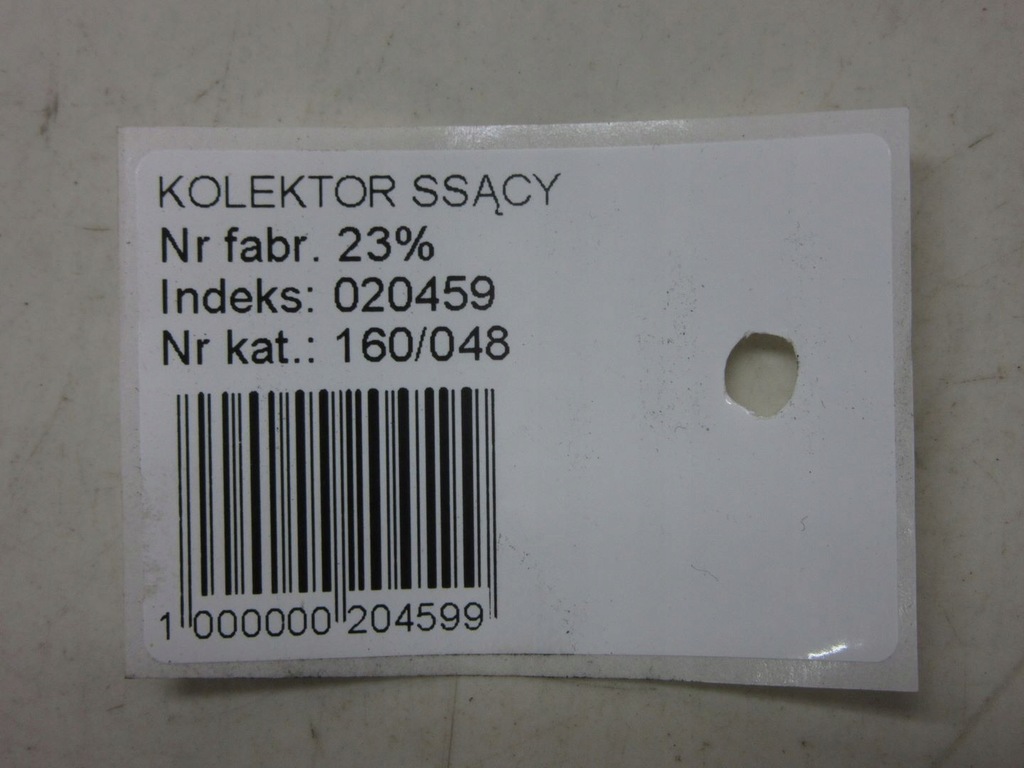 KOLEKTOR SSĄCY
Nr fabr. 23%
Indeks: 020459
Nr kat.: 160/048
1 000000 204599